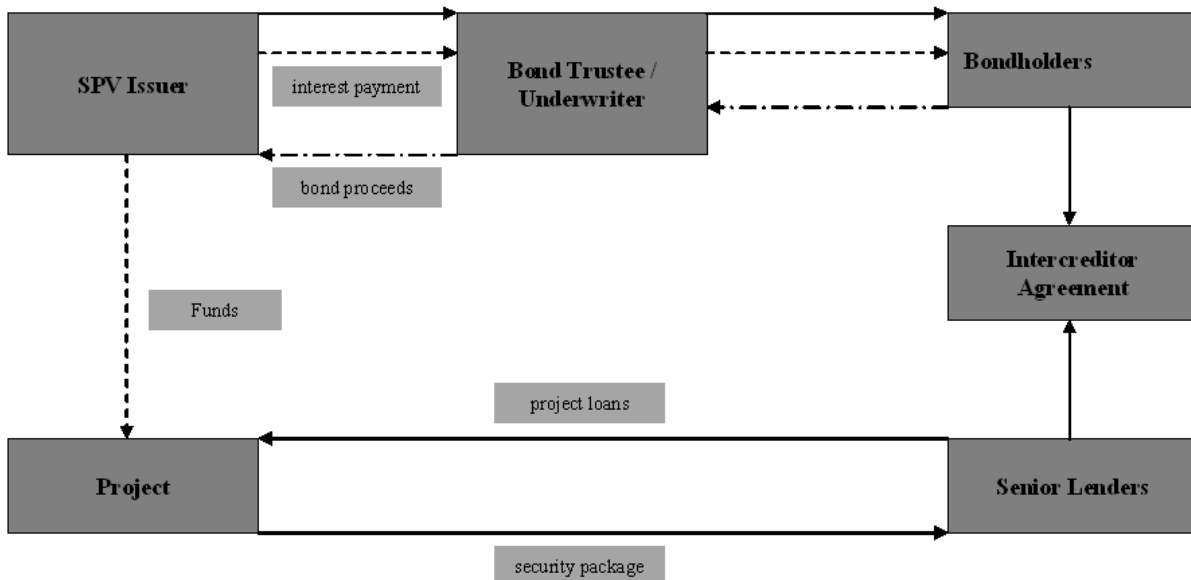 SPV Issuer
interest payment
bond proceeds
Bond Trustee /
Underwriter
Bondholders
Intercreditor
Agreement
Funds
project loans
Project
Senior Lenders
security package